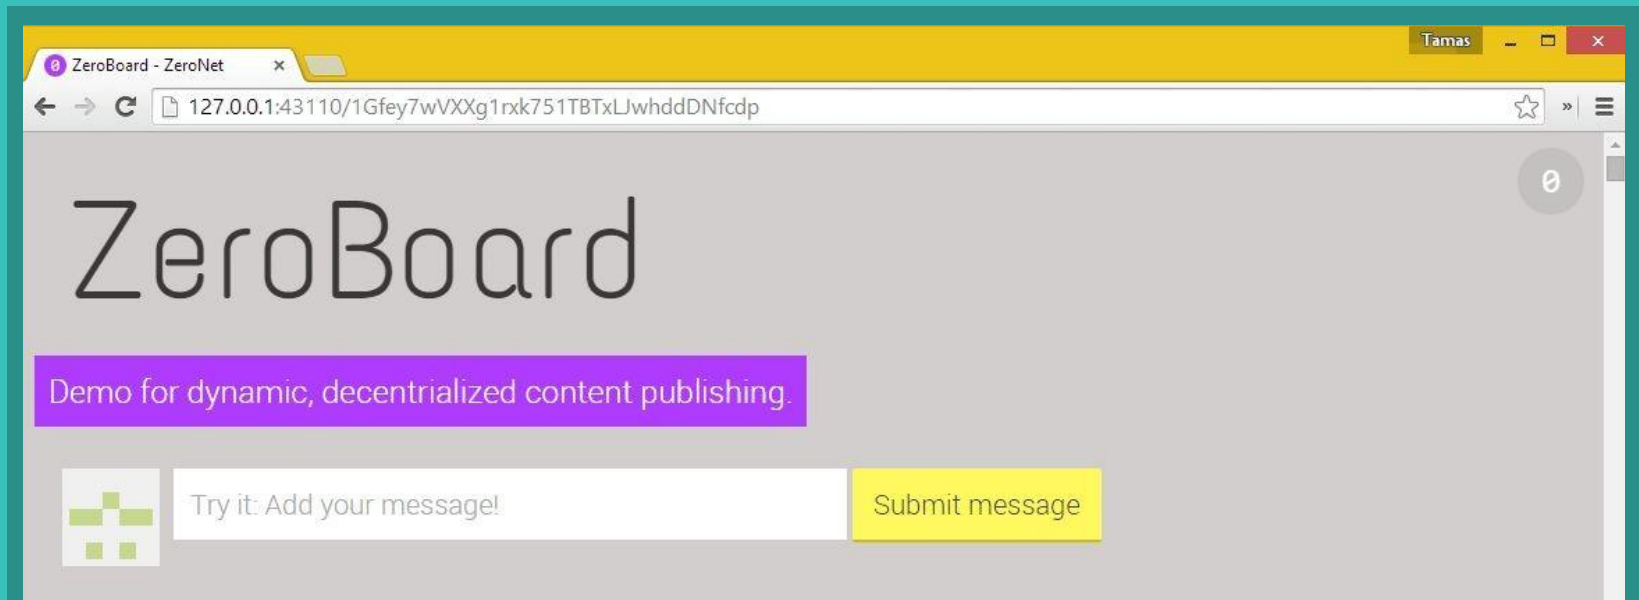 Tamas
ZeroBoard - ZeroNet
127.0.0.1:43110/1Gfey7wVXXg1rxk751TBTxLJwhddDNfcdp
0
ZeroBoard
Demo for dynamic, decentrialized content publishing.
Try it: Add your message!
Submit message